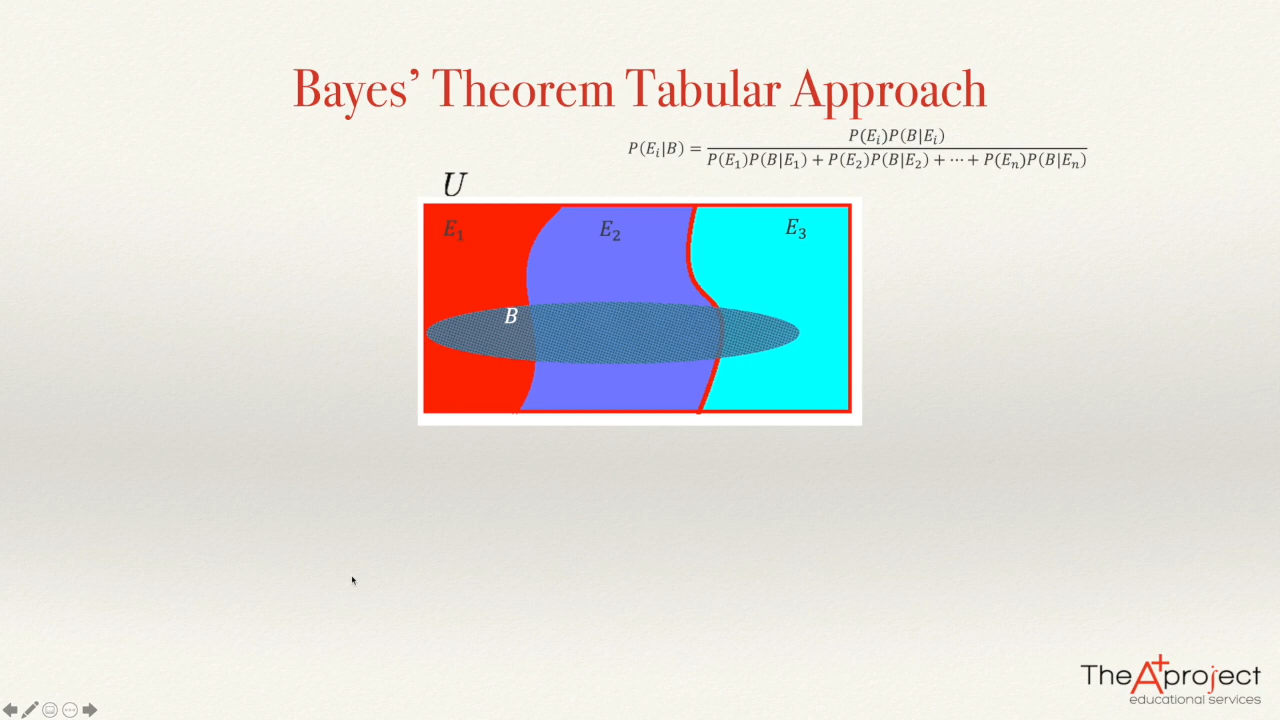 Bayes’ Theorem Tabular Approach
P(E_i|B) = \frac{P(E_i)P(B|E_i)}{P(E_1)P(B|E_1) + P(E_2)P(B|E_2) + ⋯ + P(E_n)P(B|E_n)}
U
E_1 E_2 E_3
B
The A+ project
educational services